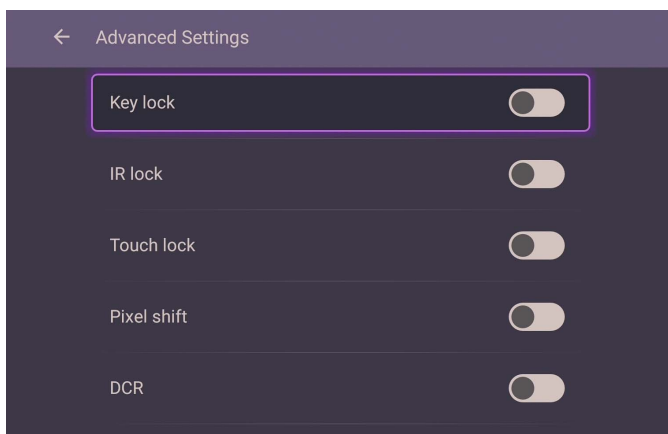 Advanced Settings
Key lock
IR lock
Touch lock
Pixel shift
DCR